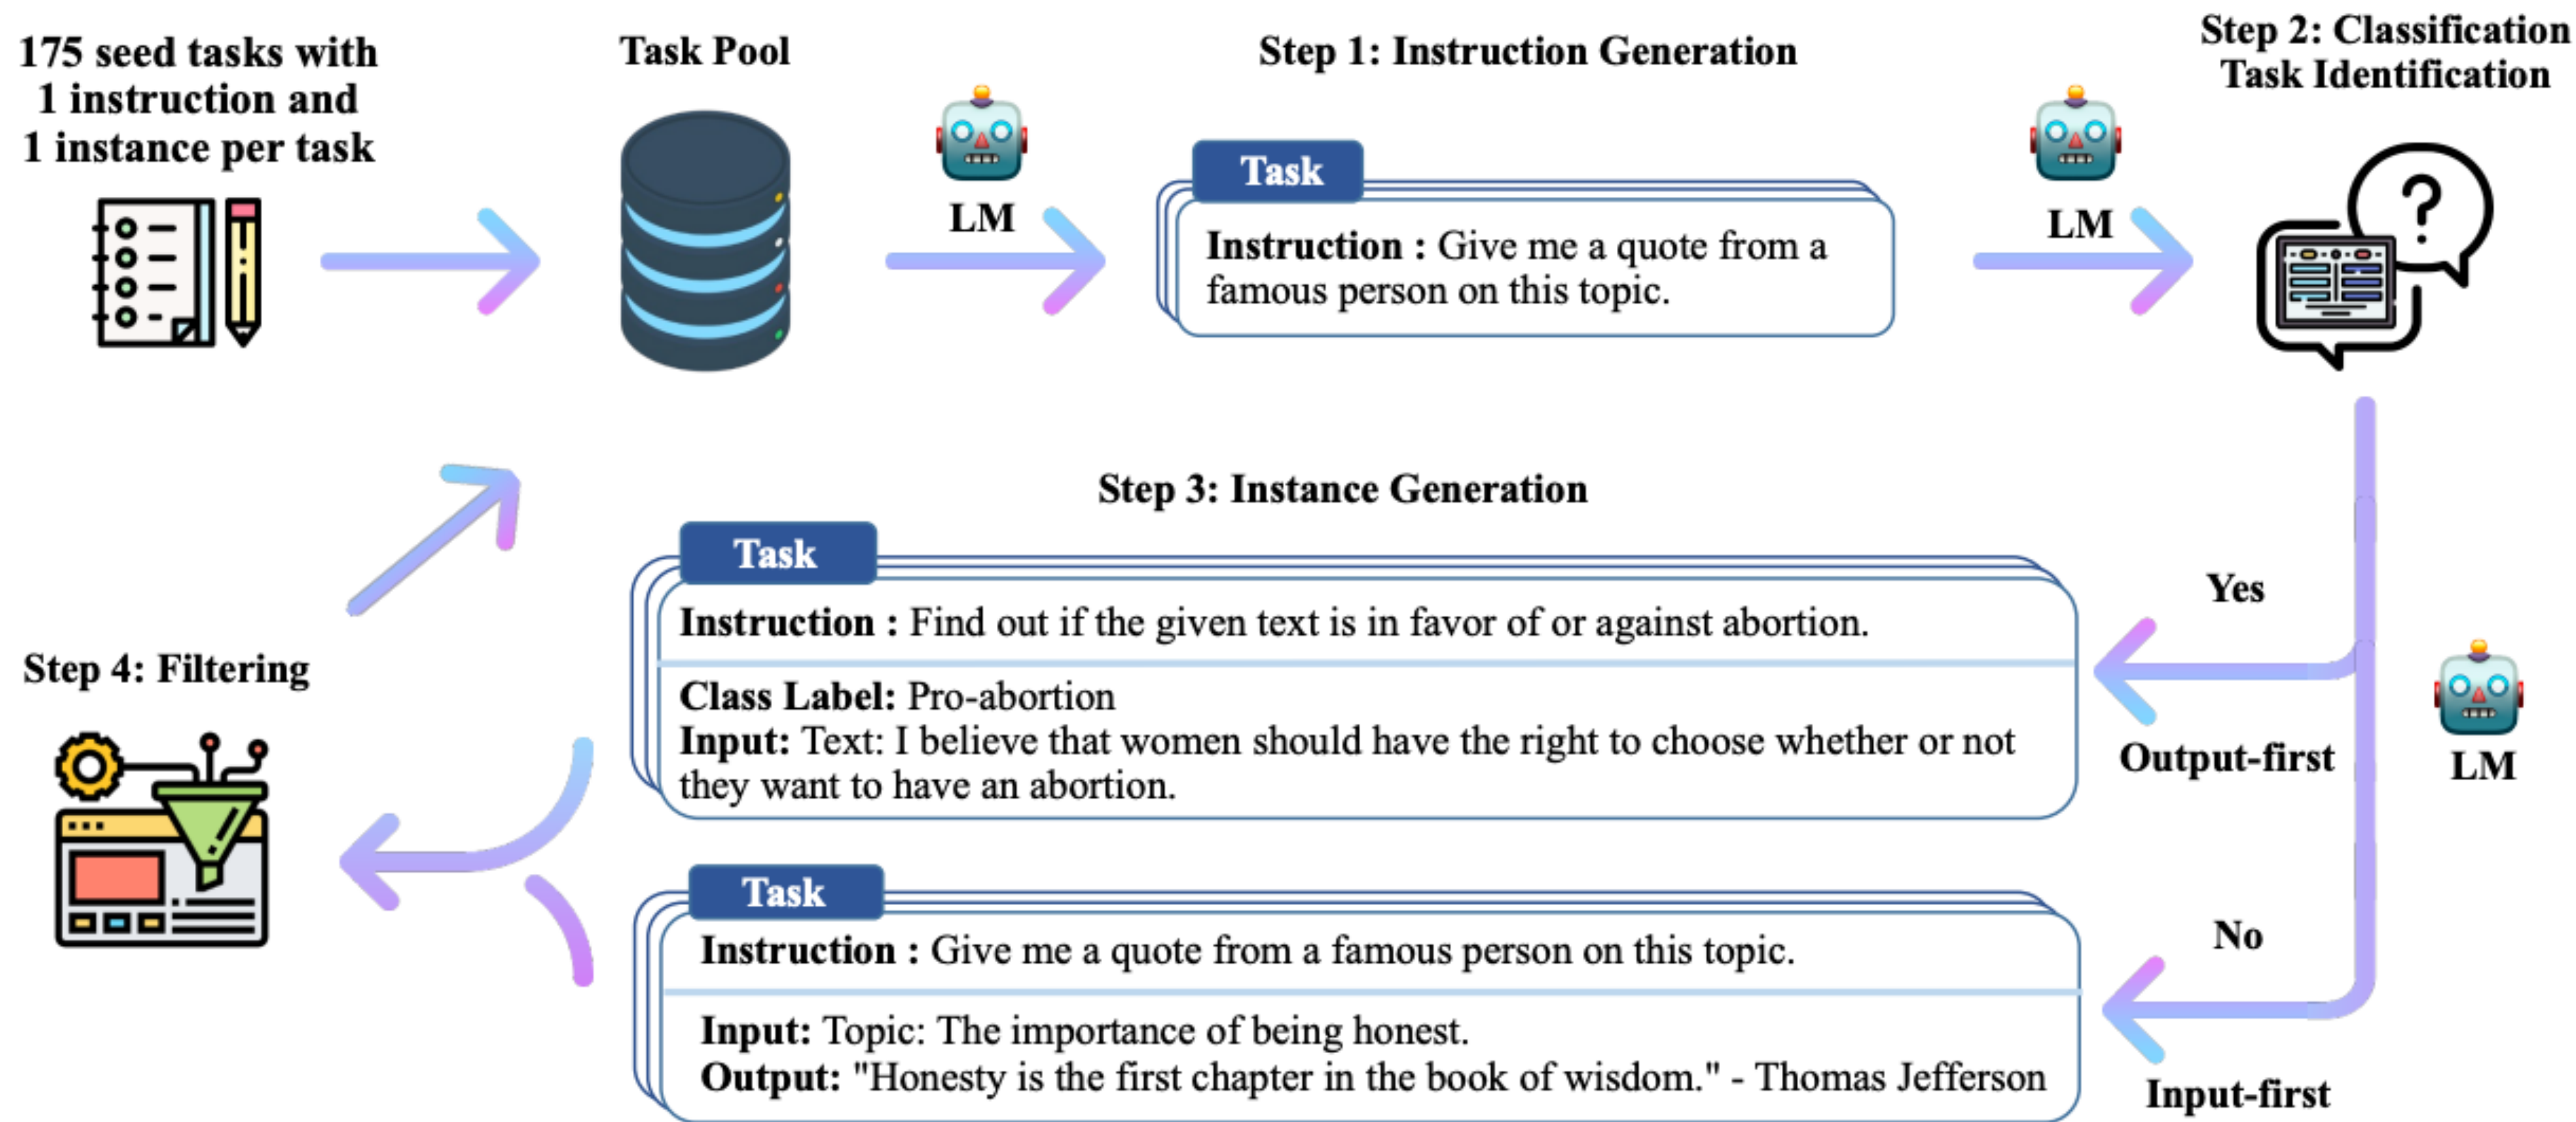 175 seed tasks with
1 instruction and
1 instance per task
Task Pool
LM
Step 1: Instruction Generation
Task
Instruction : Give me a quote from a
famous person on this topic.
LM
Step 2: Classification
Task Identification
?
Step 3: Instance Generation
Task
Instruction : Find out if the given text is in favor of or against abortion.
Class Label: Pro-abortion
Input: Text: I believe that women should have the right to choose whether or not
they want to have an abortion.
Yes
Output-first
LM
Task
Instruction : Give me a quote from a famous person on this topic.
Input: Topic: The importance of being honest.
Output: "Honesty is the first chapter in the book of wisdom." - Thomas Jefferson
No
Input-first
Step 4: Filtering